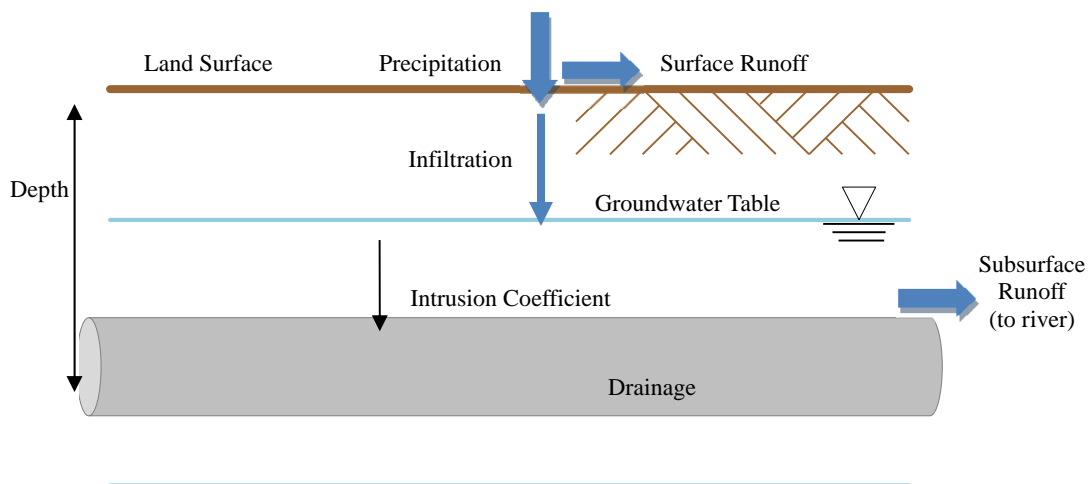 Land Surface
Precipitation
Surface Runoff
Infiltration
Depth
Groundwater Table
Subsurface
Runoff
(to river)
Intrusion Coefficient
Drainage